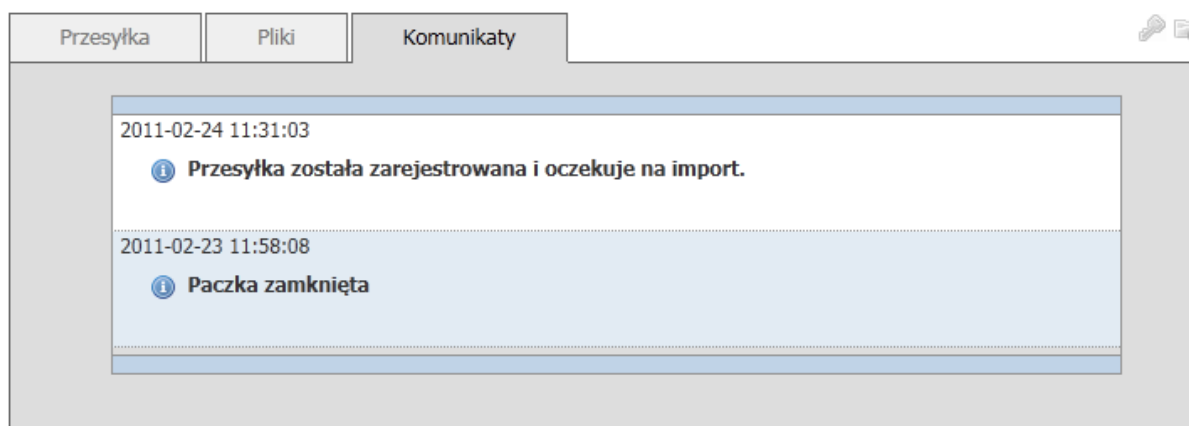 Przesyłka Pliki Komunikaty
2011-02-24 11:31:03
Przesyłka została zarejestrowana i oczekuje na import.
2011-02-23 11:58:08
Paczka zamknięta